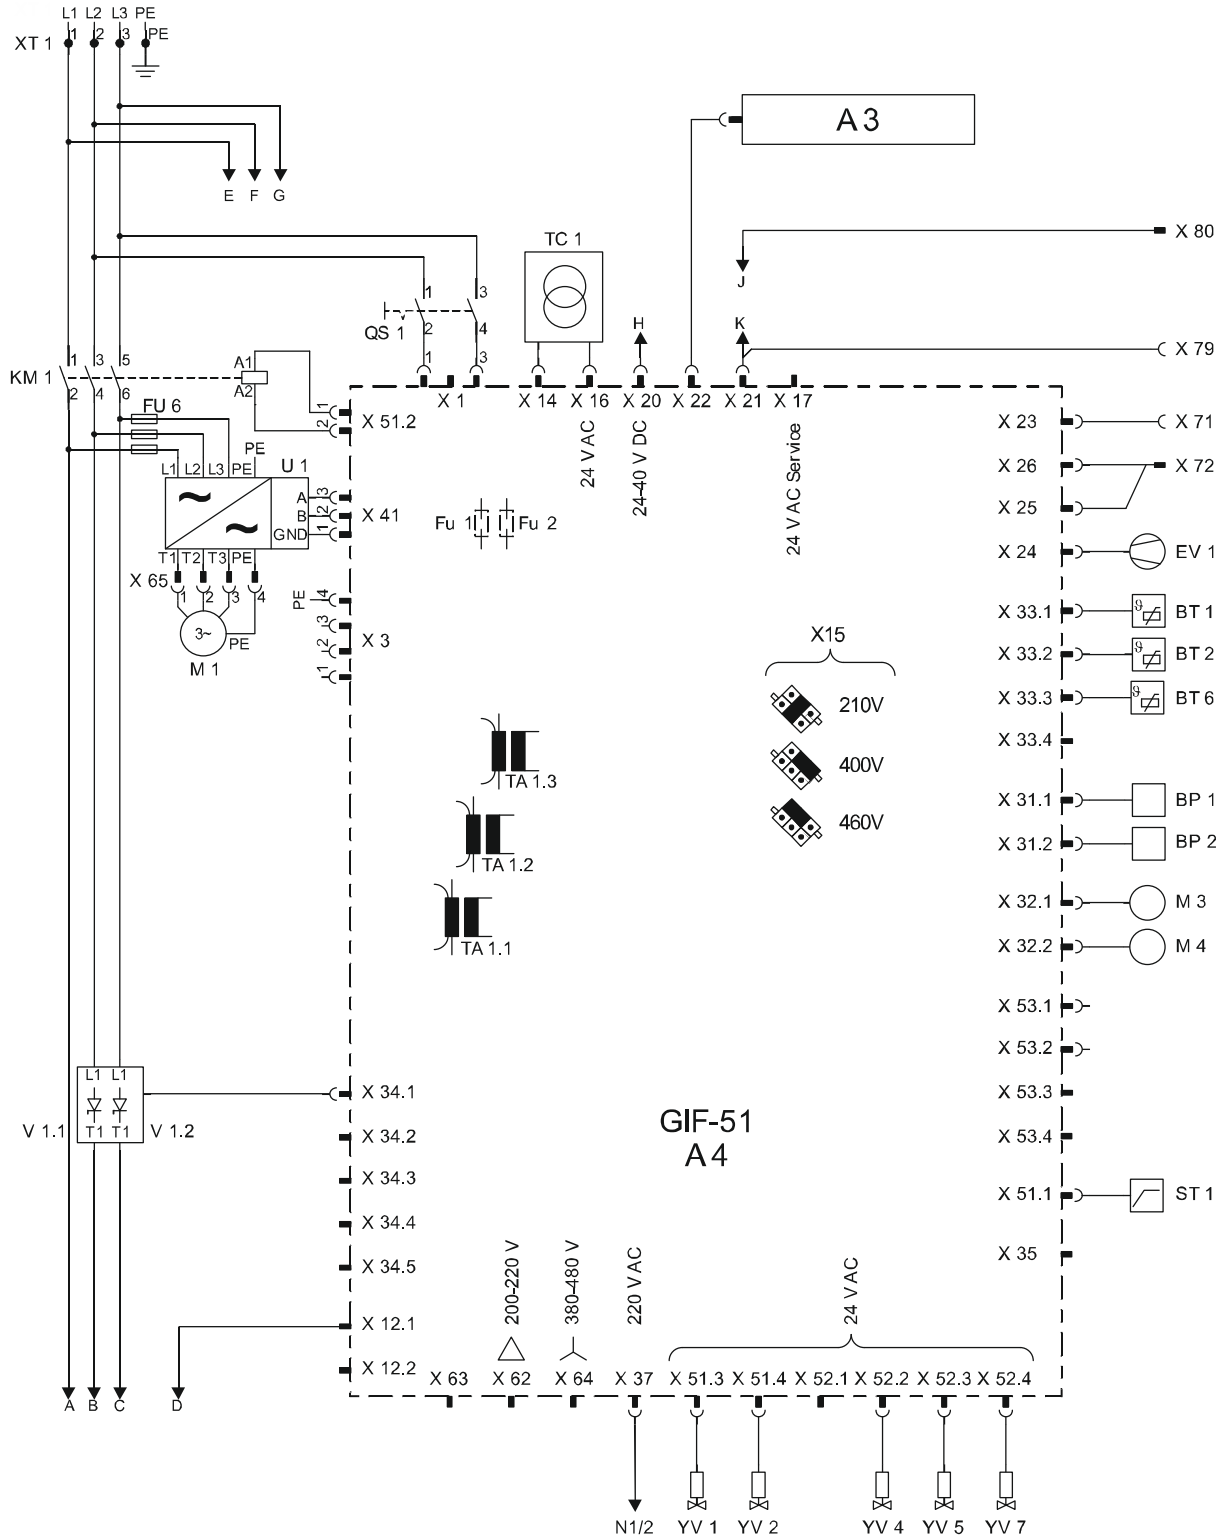 L1 L2 L3 PE
XT 1
1 2 3 PE
A 3
E F G
X 80
TC 1
J
1 3
QS 1
2 4
H K
X 79
1 3
1 3 5
KM 1
2 4 6
A1
A2
X 1 X 14 X 16 X 20 X 22 X 21 X 17
24 V AC
24-40 V DC
24 V AC Service
FU 6
1
2
X 51.2
X 23 X 71
X 26 X 72
X 25
L1 L2 L3 PE PE
U 1
A 3
B 2
GND 1
X 41
Fu 1 Fu 2
X 24 EV 1
T1 T2 T3 PE
X 65
1 2 3 4
3~
PE
M 1
PE 4
3
2
1
X 3
X 33.1 ϑ BT 1
X 33.2 ϑ BT 2
X 33.3 ϑ BT 6
X 33.4
X15
210V
400V
460V
TA 1.3
TA 1.2
TA 1.1
X 31.1 BP 1
X 31.2 BP 2
X 32.1 M 3
X 32.2 M 4
X 53.1
X 53.2
X 53.3
X 53.4
L1 L1
V 1.1 T1 T1 V 1.2
X 34.1
X 34.2
X 34.3
X 34.4
X 34.5
X 12.1
X 12.2
GIF-51
A 4
X 51.1 ST 1
X 35
200-220 V
380-480 V
220 V AC
24 V AC
X 63 X 62 X 64 X 37 X 51.3 X 51.4 X 52.1 X 52.2 X 52.3 X 52.4
A B C D
N1/2 YV 1 YV 2 YV 4 YV 5 YV 7